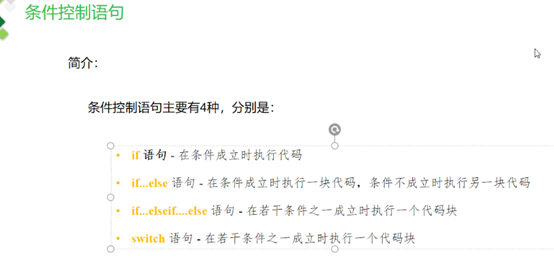 条件控制语句
简介：
条件控制语句主要有4种，分别是：
• if 语句 - 在条件成立时执行代码
• if...else 语句 - 在条件成立时执行一块代码，条件不成立时执行另一块代码
• if...elseif....else 语句 - 在若干条件之一成立时执行一个代码块
• switch 语句 - 在若干条件之一成立时执行一个代码块